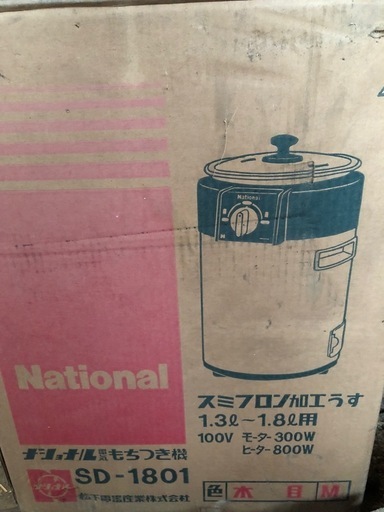 National
National
スミフロン加工うす
1.3ℓ～1.8ℓ用
100V モーター300W
ヒーター800W
ナショナル 電気もちつき機
SD-1801
松下電器産業株式会社
色 木目 M